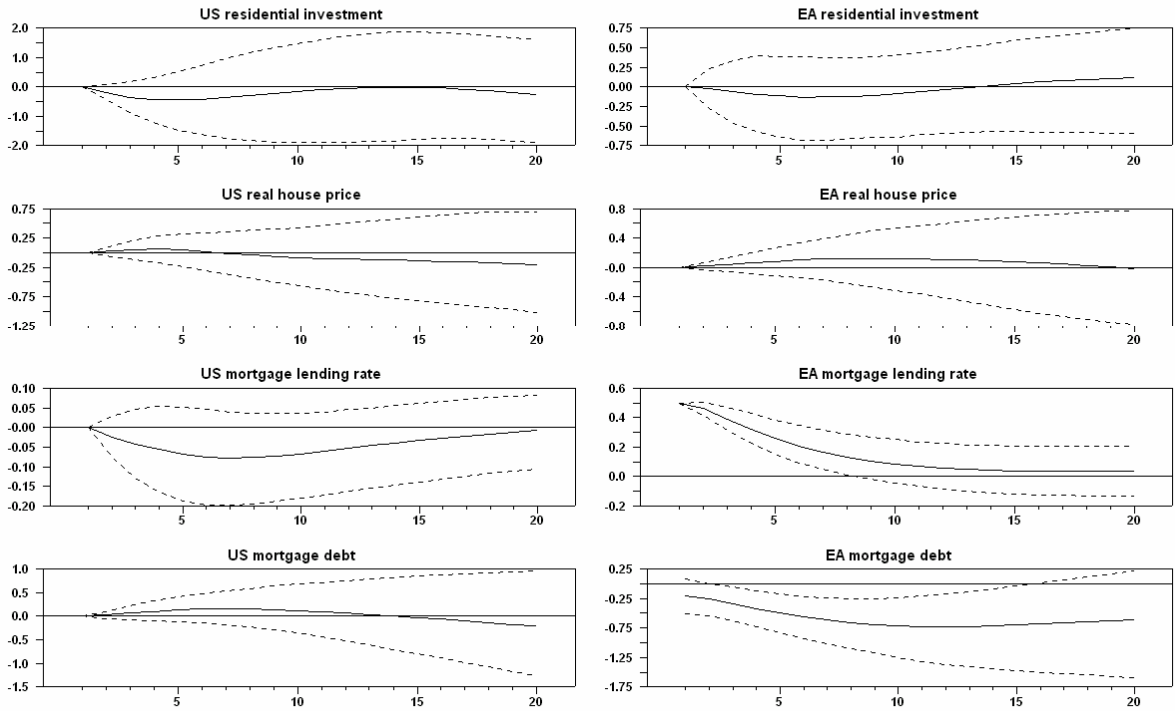 US residential investment
2.0
1.0
0.0
-1.0
-2.0
5 10 15 20
EA residential investment
0.75
0.50
0.25
0.00
-0.25
-0.50
-0.75
5 10 15 20
US real house price
0.75
0.25
-0.25
-0.75
-1.25
5 10 15 20
EA real house price
0.8
0.4
-0.0
-0.4
-0.8
5 10 15 20
US mortgage lending rate
0.10
0.05
-0.00
-0.05
-0.10
-0.15
-0.20
5 10 15 20
EA mortgage lending rate
0.6
0.4
0.2
0.0
-0.2
5 10 15 20
US mortgage debt
1.0
0.5
0.0
-0.5
-1.0
-1.5
5 10 15 20
EA mortgage debt
0.25
-0.25
-0.75
-1.25
-1.75
5 10 15 20